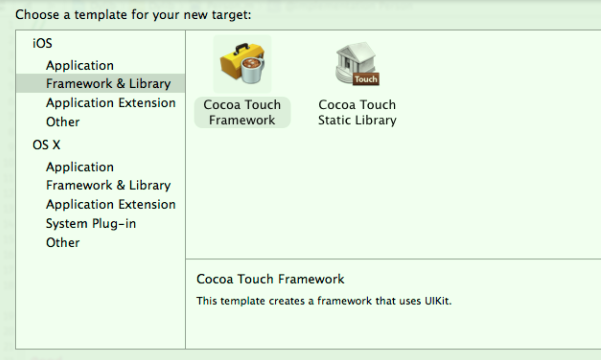 Choose a template for your new target:
iOS
Application
Framework & Library
Application Extension
Other
OS X
Application
Framework & Library
Application Extension
System Plug-in
Other
Cocoa Touch
Framework
Touch
Cocoa Touch
Static Library
Cocoa Touch Framework
This template creates a framework that uses UIKit.